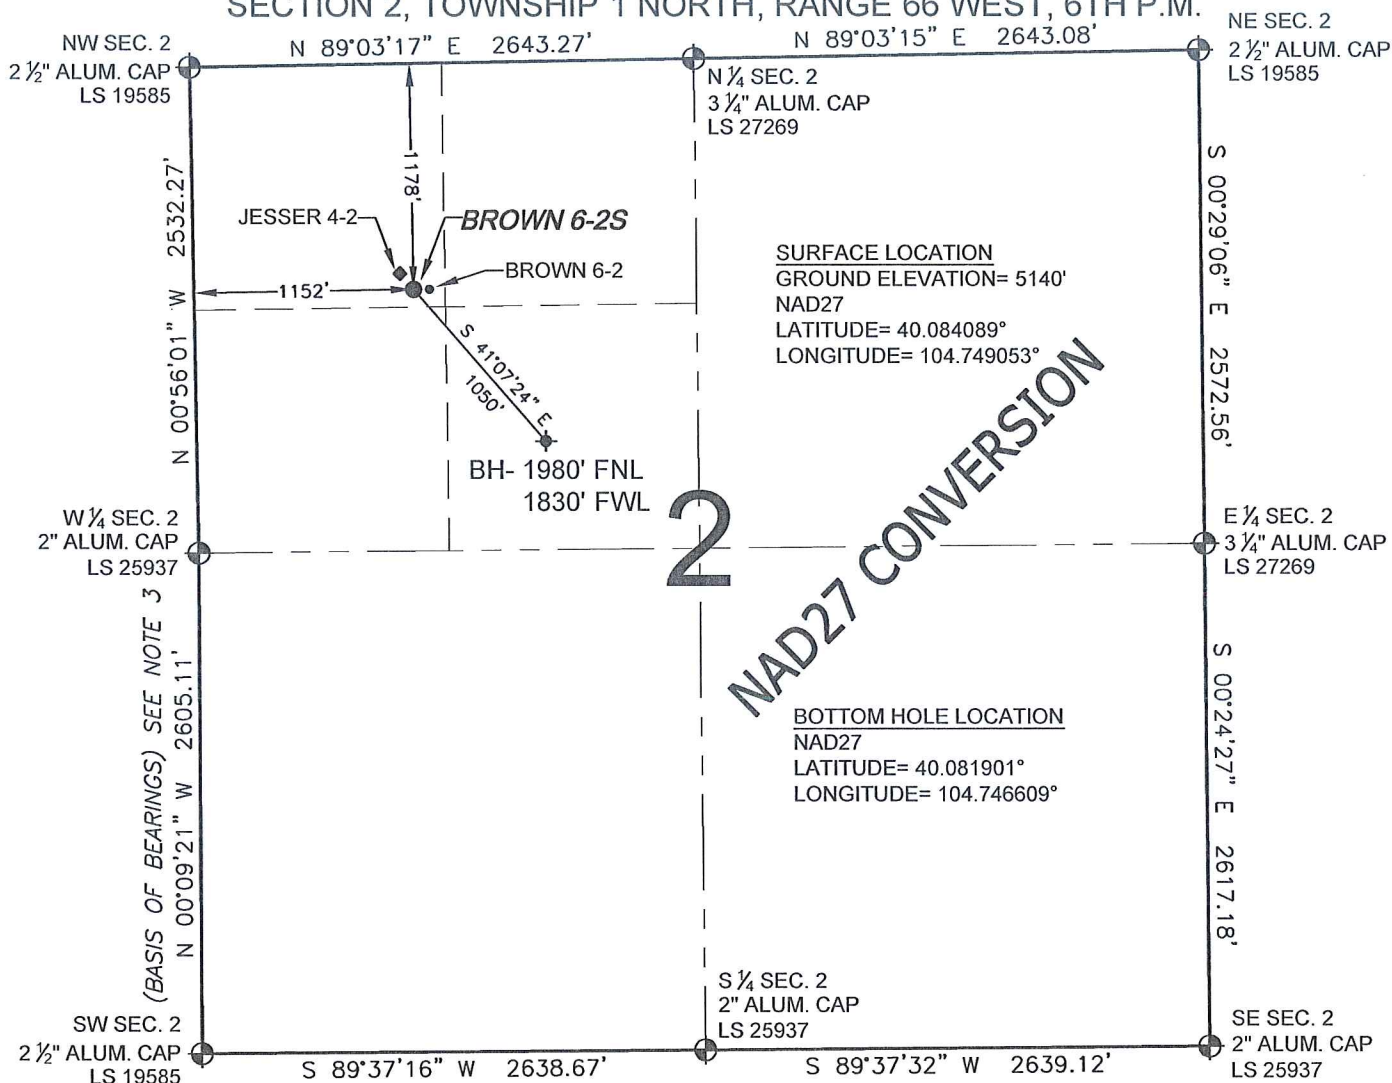 SECTION 2, TOWNSHIP 1 NORTH, RANGE 66 WEST, 6TH P.M.
NW SEC. 2
2 ½" ALUM. CAP
LS 19585
N 89°03'17" E 2643.27'
N 89°03'15" E 2643.08'
NE SEC. 2
2 ½" ALUM. CAP
LS 19585
N ¼ SEC. 2
3 ¼" ALUM. CAP
LS 27269
1178'
JESSER 4-2
BROWN 6-2S
BROWN 6-2
1152'
N 00°56'01" W 2532.27'
S 41°07'24" E
1050'
BH- 1980' FNL
1830' FWL
SURFACE LOCATION
GROUND ELEVATION= 5140'
NAD27
LATITUDE= 40.084089°
LONGITUDE= 104.749053°
S 00°29'06" E 2572.56'
NAD27 CONVERSION
W ¼ SEC. 2
2" ALUM. CAP
LS 25937
2
E ¼ SEC. 2
3 ¼" ALUM. CAP
LS 27269
(BASIS OF BEARINGS) SEE NOTE 3
N 00°09'21" W 2605.11'
BOTTOM HOLE LOCATION
NAD27
LATITUDE= 40.081901°
LONGITUDE= 104.746609°
S 00°24'27" E 2617.18'
SW SEC. 2
2 ½" ALUM. CAP
LS 19585
S 89°37'16" W 2638.67'
S ¼ SEC. 2
2" ALUM. CAP
LS 25937
S 89°37'32" W 2639.12'
SE SEC. 2
2" ALUM. CAP
LS 25937